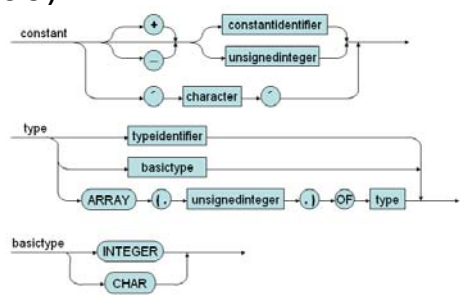 constant + constantidentifier
− unsignedinteger
´ character ´
type typeidentifier
basictype
ARRAY (. unsignedinteger .) OF type
basictype INTEGER
CHAR